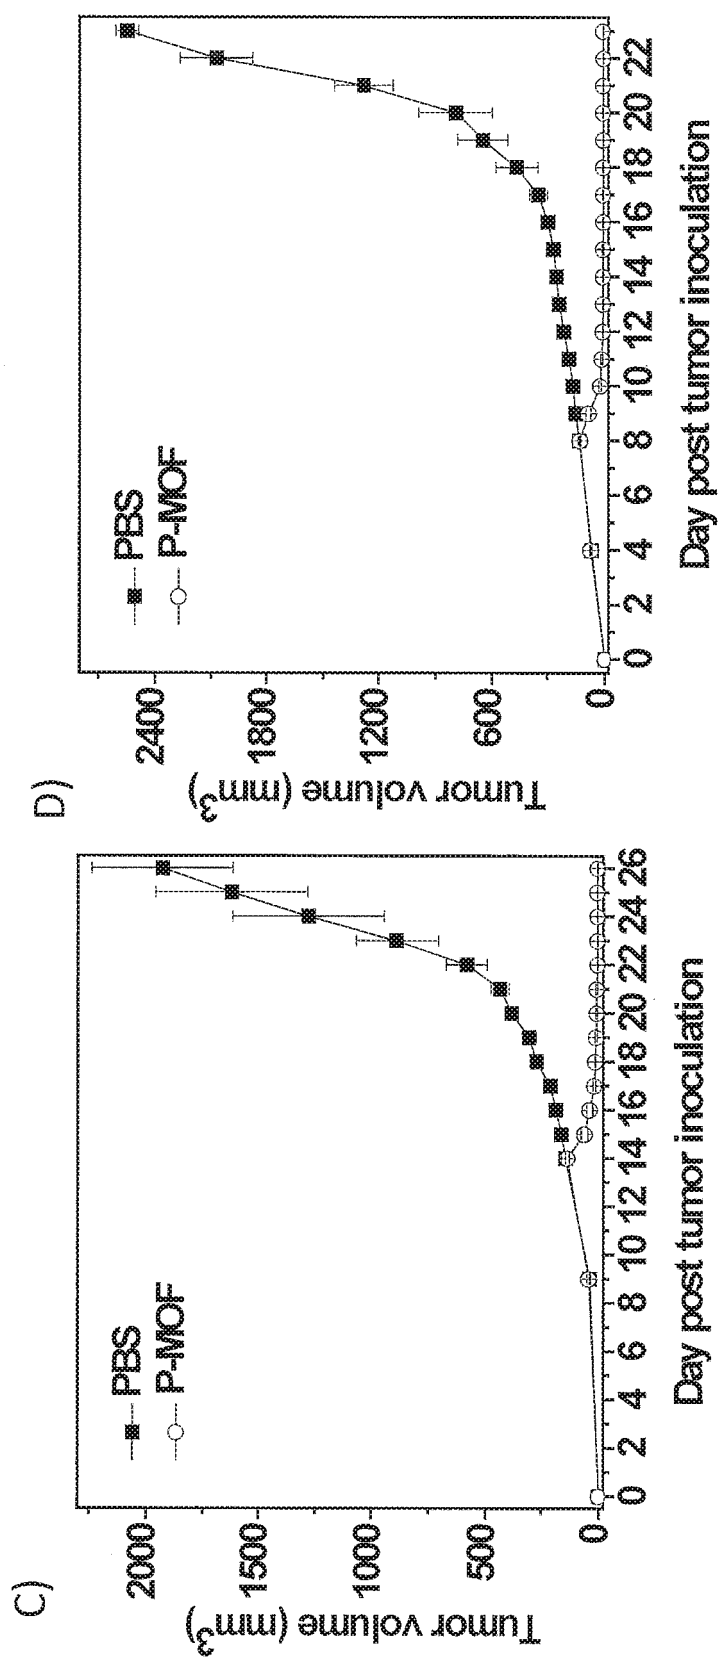 C)
Tumor volume (mm3)
2000
1500
1000
500
0
PBS
P-MOF
0 2 4 6 8 10 12 14 16 18 20 22 24 26
Day post tumor inoculation
D)
Tumor volume (mm3)
2400
1800
1200
600
0
PBS
P-MOF
0 2 4 6 8 10 12 14 16 18 20 22
Day post tumor inoculation